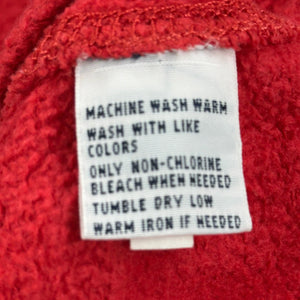 MACHINE WASH WARM
WASH WITH LIKE
COLORS
ONLY NON-CHLORINE
BLEACH WHEN NEEDED
TUMBLE DRY LOW
WARM IRON IF NEEDED